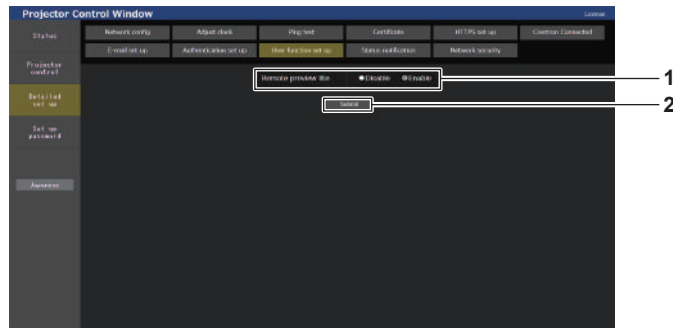 Projector Control Window
License
Status
Network config
Adjust clock
Ping test
Certificate
HTTPS set up
Crestron Connected
E-mail set up
Authentication set up
User function set up
Status notification
Network security
Projector control
Detailed set up
Set up password
Japanese
Remote preview lite
Disable
Enable
Submit
1
2